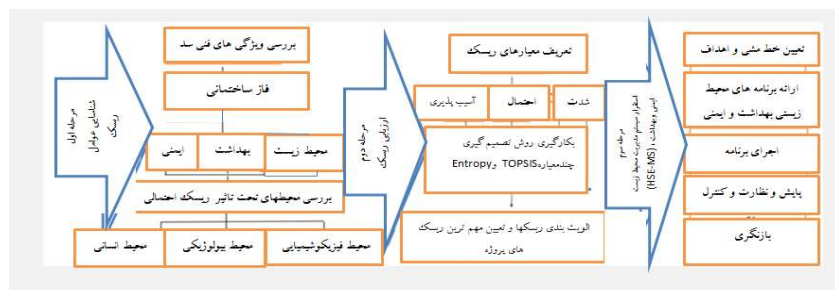 مرحله اول
شناسایی عوامل
ریسک
بررسی ویژگی های فنی سد
فاز ساختمانی
ایمنی
بهداشت
محیط زیست
بررسی محیطهای تحت تاثیر ریسک احتمالی
محیط انسانی
محیط بیولوژیکی
محیط فیزیکوشیمیایی
مرحله دوم
ارزیابی ریسک
تعریف معیارهای ریسک
آسیب پذیری
احتمال
شدت
بکارگیری روش تصمیم گیری
چندمعیاره TOPSIS و Entropy
الویت بندی ریسکها و تعیین مهم ترین ریسک
های پروژه
مرحله سوم
استقرار سیستم مدیریت محیط زیست
ایمنی وبهداشت ,
(HSE-MS)
تعیین خط مشی و اهداف
ارائه برنامه های محیط
زیستی بهداشت و ایمنی
اجرای برنامه
پایش و نظارت و کنترل
بازنگری